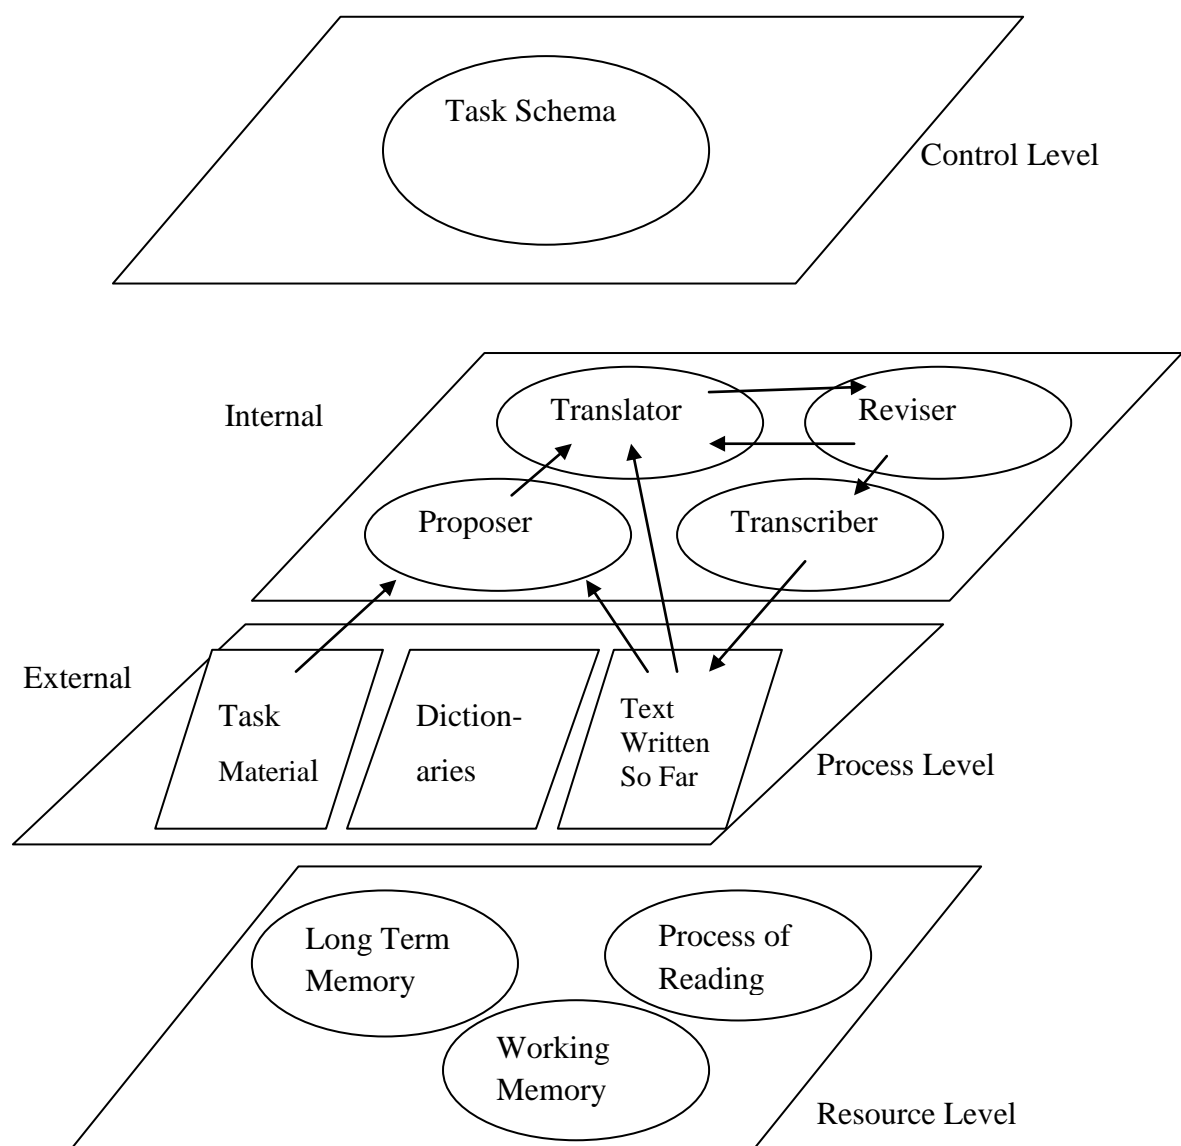 Task Schema
Control Level
Internal
Translator
Reviser
Proposer
Transcriber
External
Task
Material
Diction-
aries
Text
Written
So Far
Process Level
Long Term
Memory
Process of
Reading
Working
Memory
Resource Level